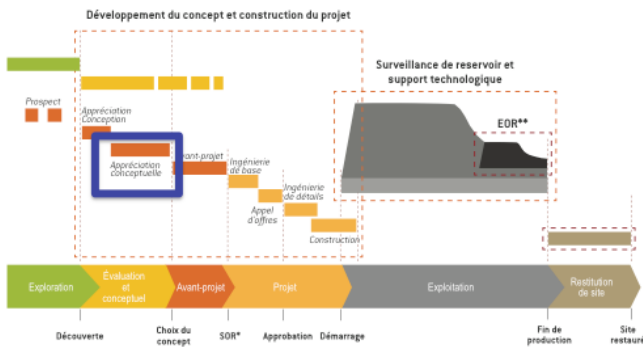 Développement du concept et construction du projet
Surveillance de reservoir et
support technologique
Prospect
Appréciation
Conception
EOR**
Appréciation
conceptuelle
vant-projet
Ingénierie
de base
Ingénierie
de détails
Appel
d'offres
Construction
Exploration
Évaluation
et
conceptuel
Avant-projet
Projet
Exploitation
Restitution
de site
Découverte
Choix du
concept
SOR*
Approbation
Démarrage
Fin de
production
Site
restauré